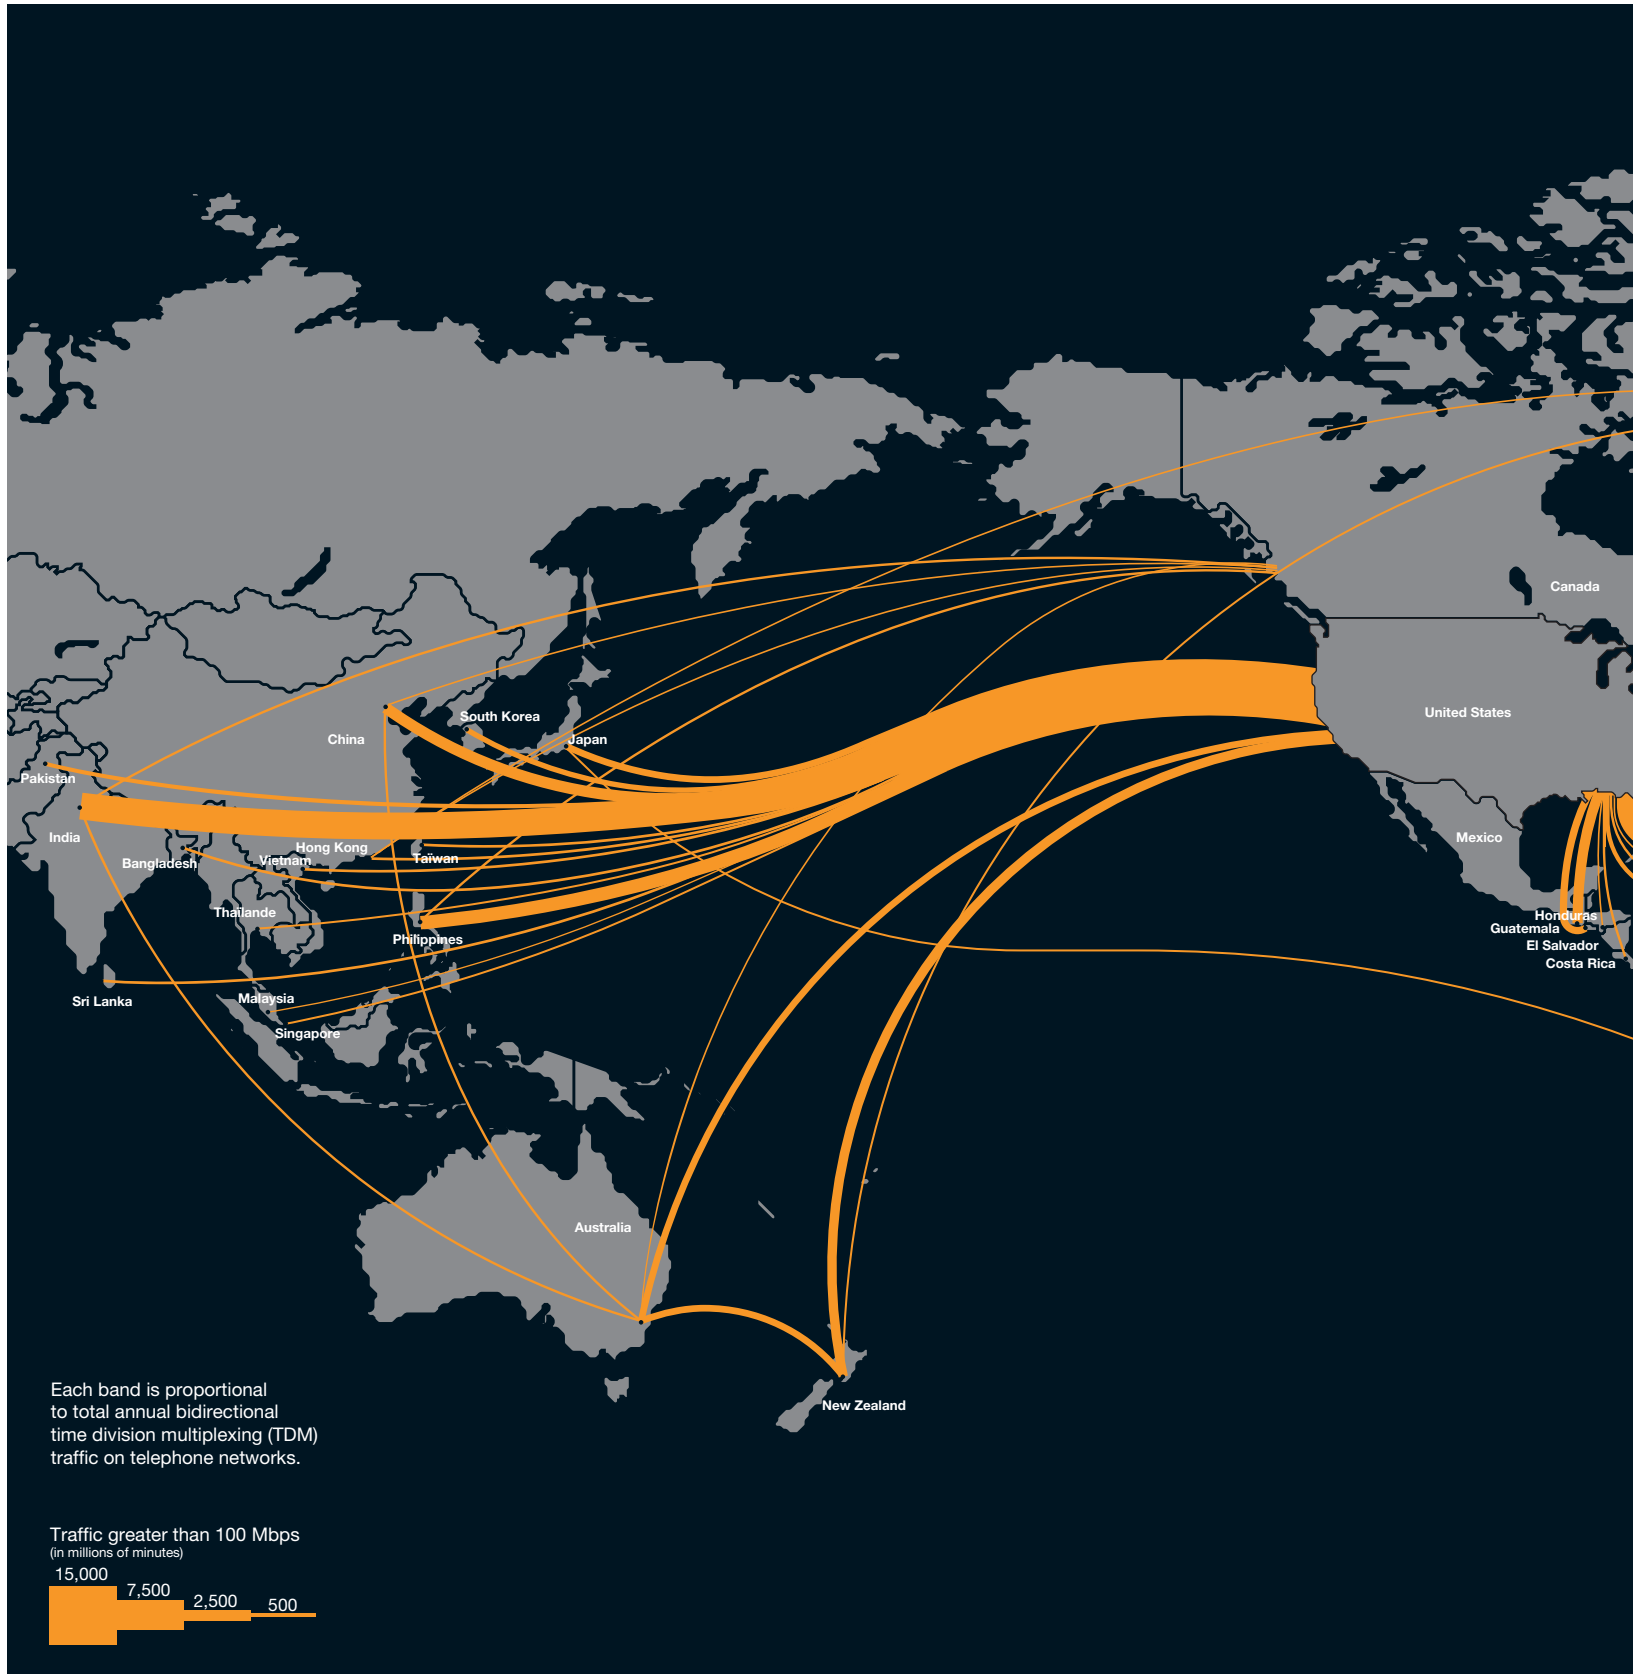 Canada
United States
South Korea
Japan
China
Pakistan
India
Mexico
Hong Kong
Taïwan
Vietnam
Bangladesh
Thaïlande
Honduras
Guatemala
Philippines
El Salvador
Costa Rica
Malaysia
Sri Lanka
Singapore
Australia
New Zealand
Each band is proportional
to total annual bidirectional
time division multiplexing (TDM)
traffic on telephone networks.
Traffic greater than 100 Mbps
(in millions of minutes)
15,000
7,500
2,500
500